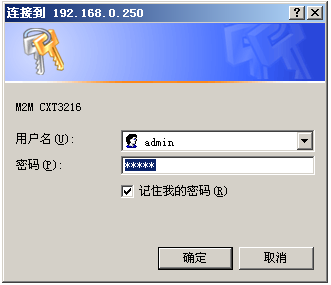 连接到 192.168.0.250
M2M CXT3216
用户名(U):
admin
密码(P):
*****
记住我的密码(R)
确定
取消